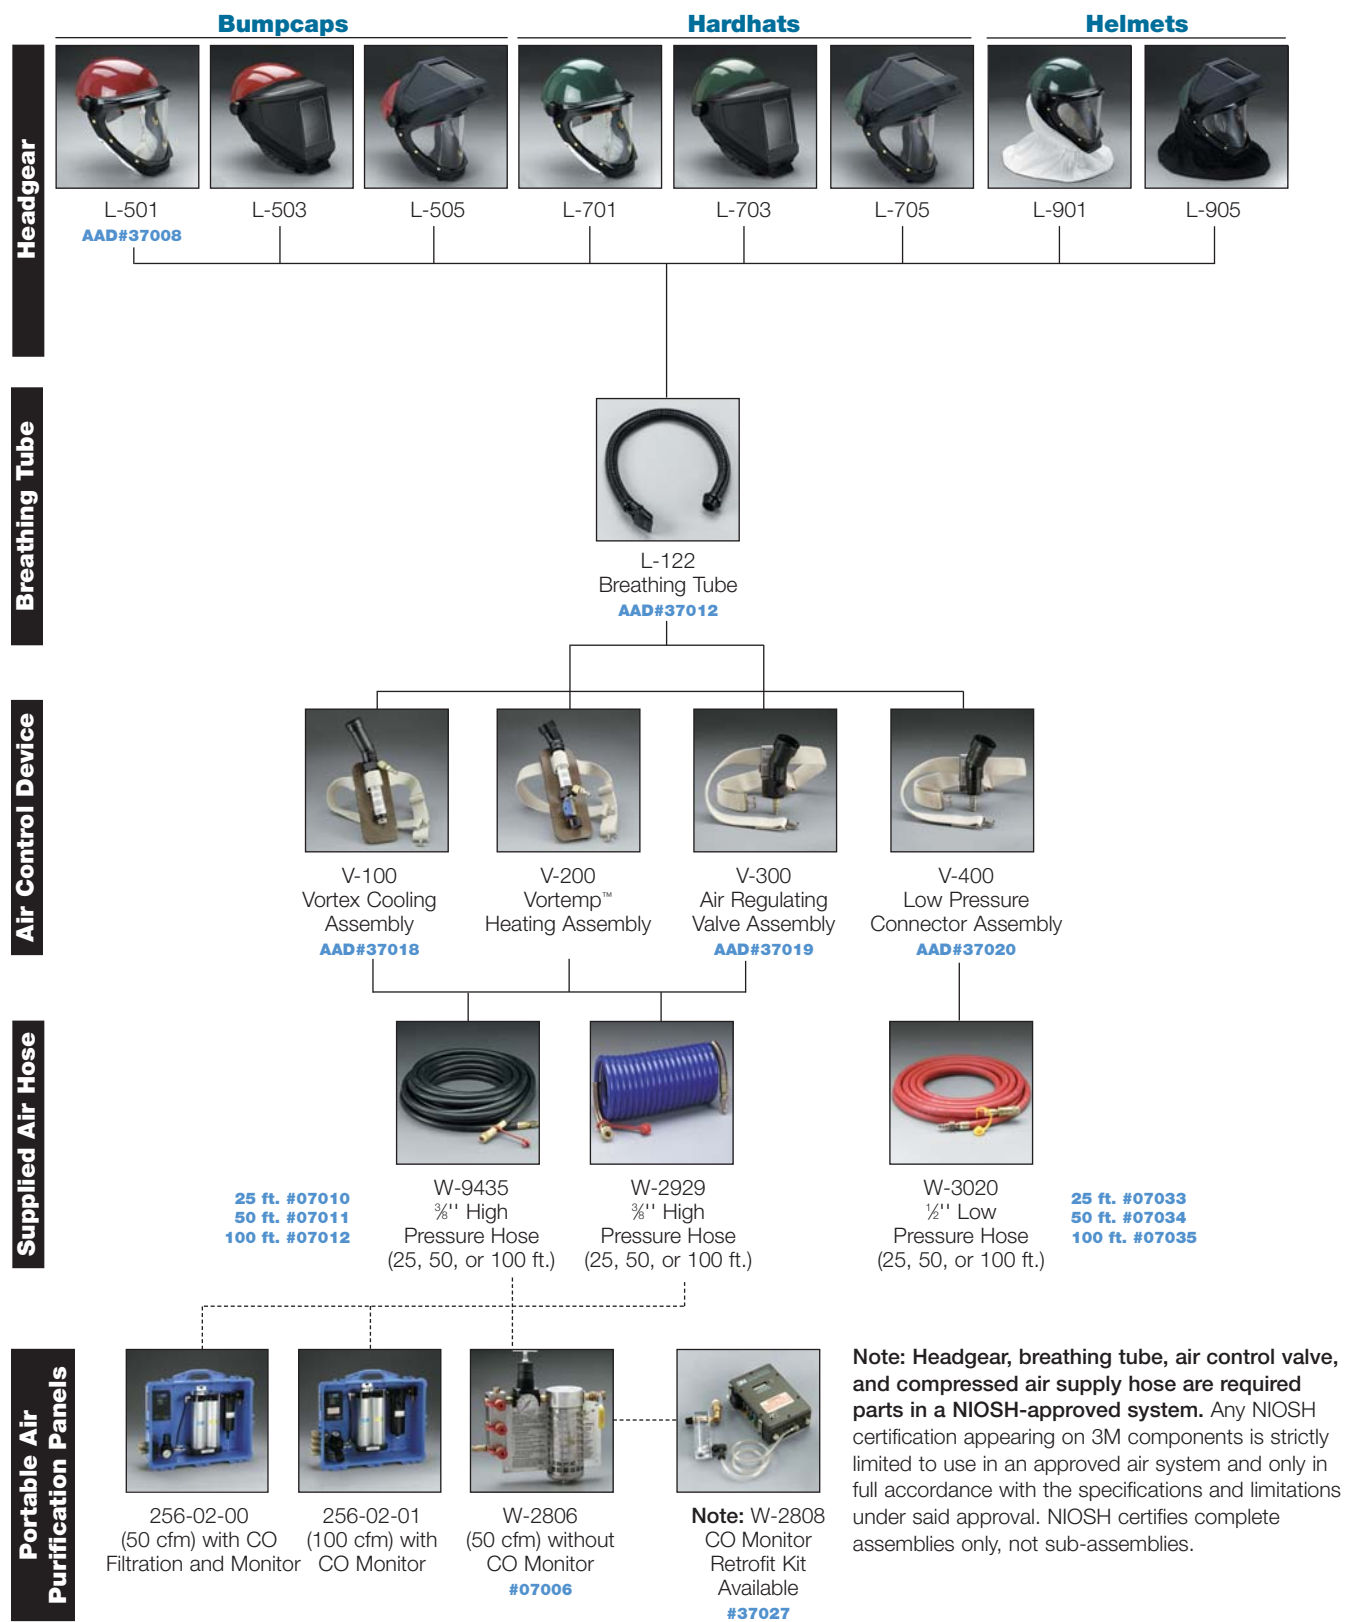 Bumpcaps
Hardhats
Helmets
Headgear
L-501
L-503
L-505
L-701
L-703
L-705
L-901
L-905
AAD#37008
Breathing Tube
L-122
Breathing Tube
AAD#37012
Air Control Device
V-100
Vortex Cooling
Assembly
AAD#37018
V-200
Vortemp™
Heating Assembly
V-300
Air Regulating
Valve Assembly
AAD#37019
V-400
Low Pressure
Connector Assembly
AAD#37020
Supplied Air Hose
25 ft. #07010
50 ft. #07011
100 ft. #07012
W-9435
⅜'' High
Pressure Hose
(25, 50, or 100 ft.)
W-2929
⅜'' High
Pressure Hose
(25, 50, or 100 ft.)
W-3020
½'' Low
Pressure Hose
(25, 50, or 100 ft.)
25 ft. #07033
50 ft. #07034
100 ft. #07035
Portable Air
Purification Panels
256-02-00
(50 cfm) with CO
Filtration and Monitor
256-02-01
(100 cfm) with
CO Monitor
W-2806
(50 cfm) without
CO Monitor
#07006
Note: W-2808
CO Monitor
Retrofit Kit
Available
#37027
Note: Headgear, breathing tube, air control valve,
and compressed air supply hose are required
parts in a NIOSH-approved system. Any NIOSH
certification appearing on 3M components is strictly
limited to use in an approved air system and only in
full accordance with the specifications and limitations
under said approval. NIOSH certifies complete
assemblies only, not sub-assemblies.